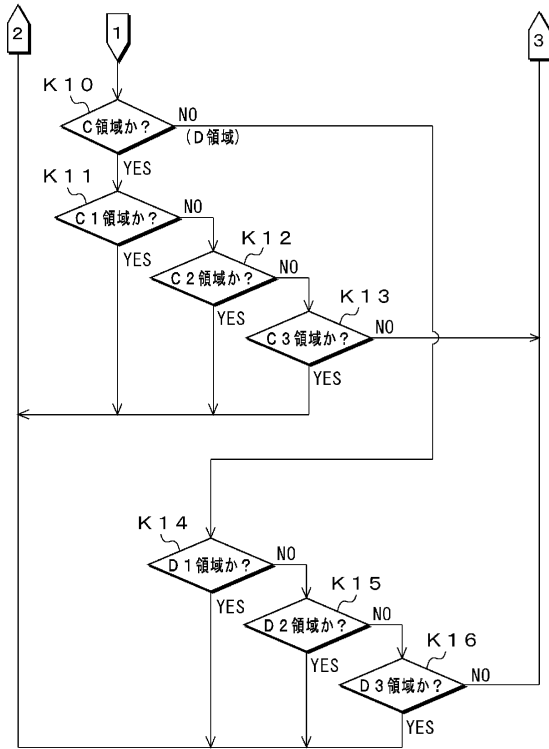 2
1
3
K10
C領域か?
NO
(D領域)
YES
K11
C1領域か?
NO
YES
K12
C2領域か?
NO
YES
K13
C3領域か?
NO
YES
K14
D1領域か?
NO
YES
K15
D2領域か?
NO
YES
K16
D3領域か?
NO
YES